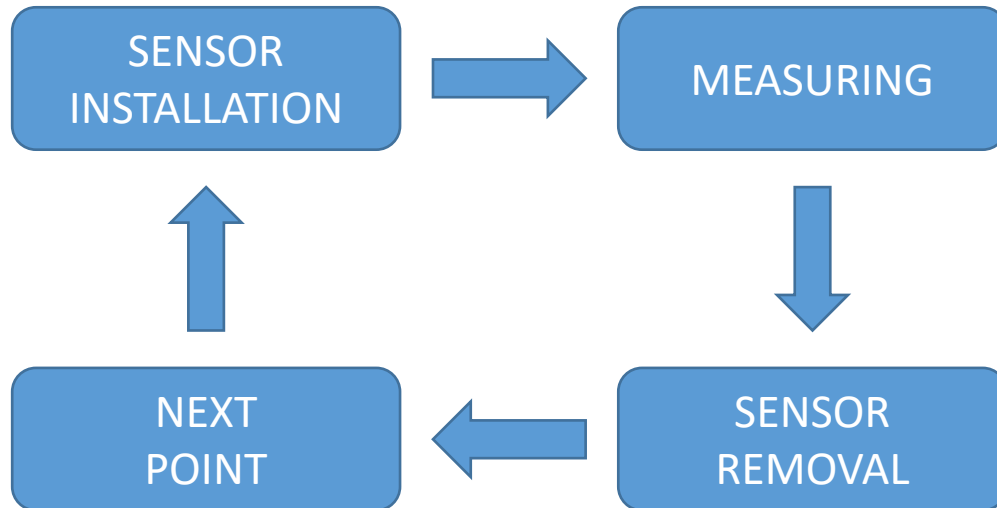 SENSOR
INSTALLATION
MEASURING
NEXT
POINT
SENSOR
REMOVAL